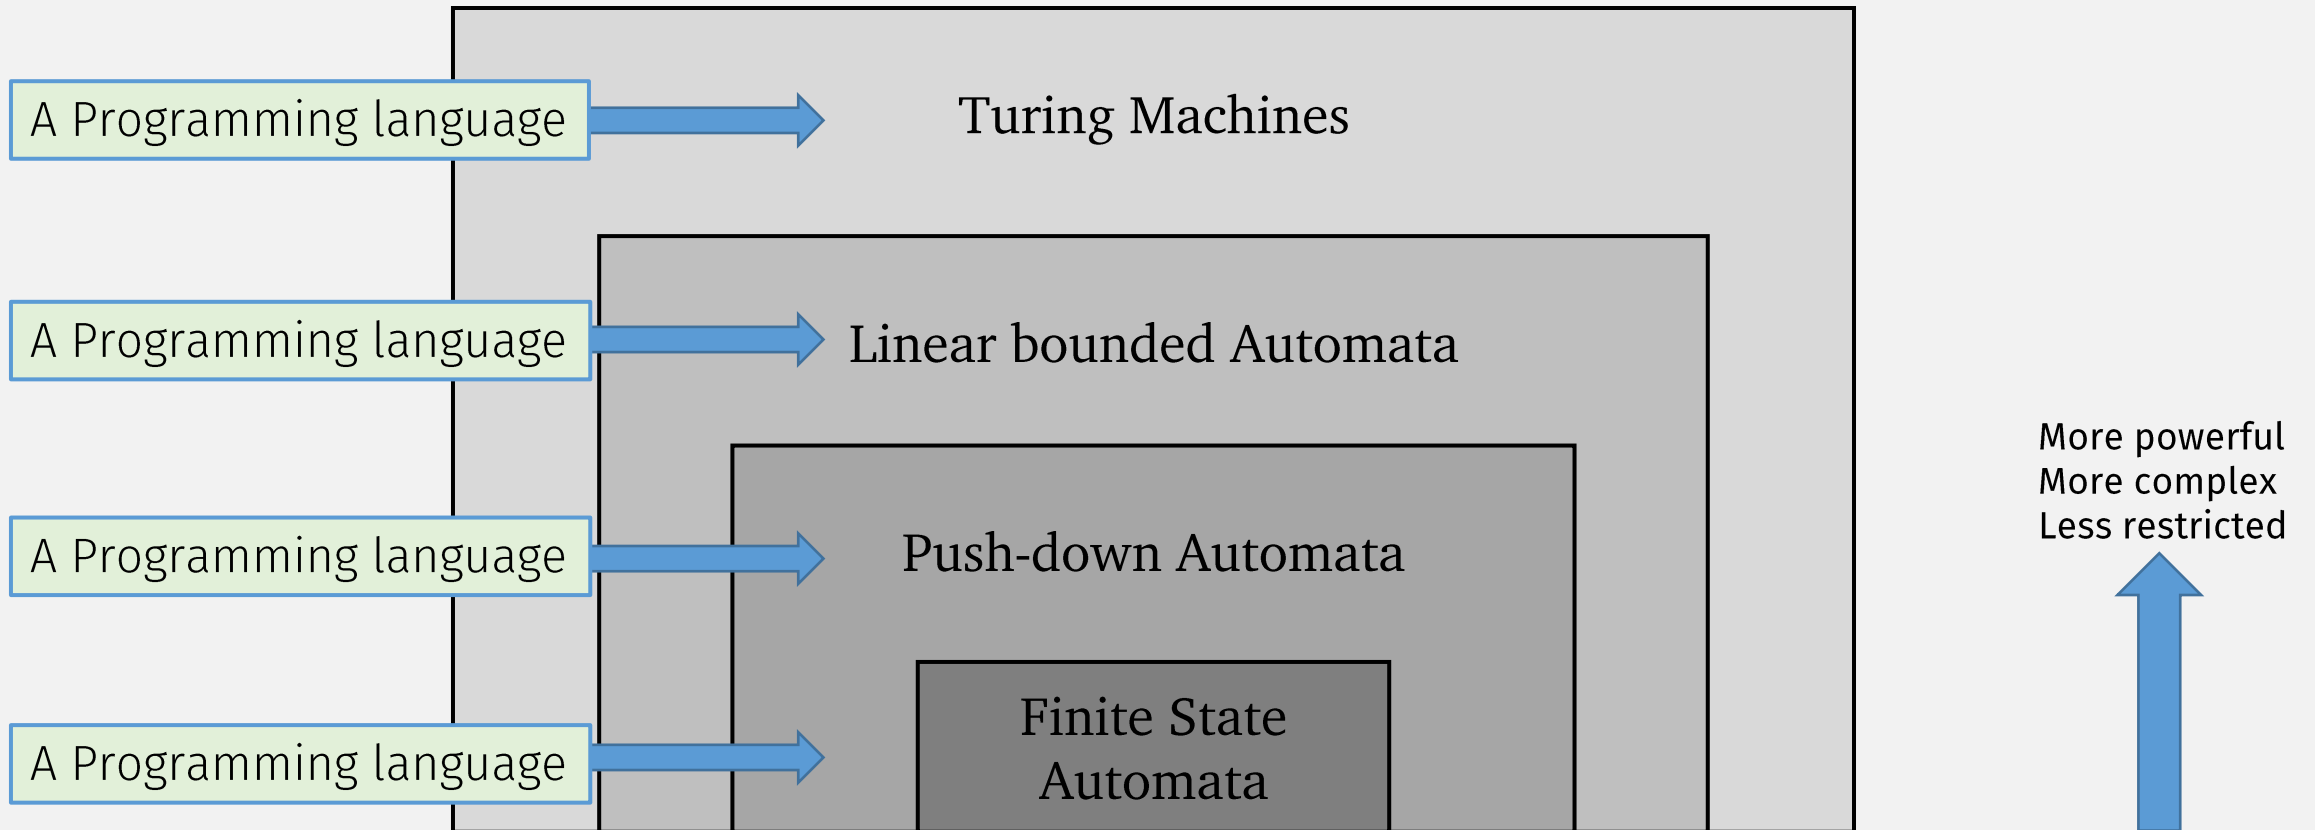 A Programming language
Turing Machines
A Programming language
Linear bounded Automata
More powerful
More complex
Less restricted
A Programming language
Push-down Automata
A Programming language
Finite State
Automata